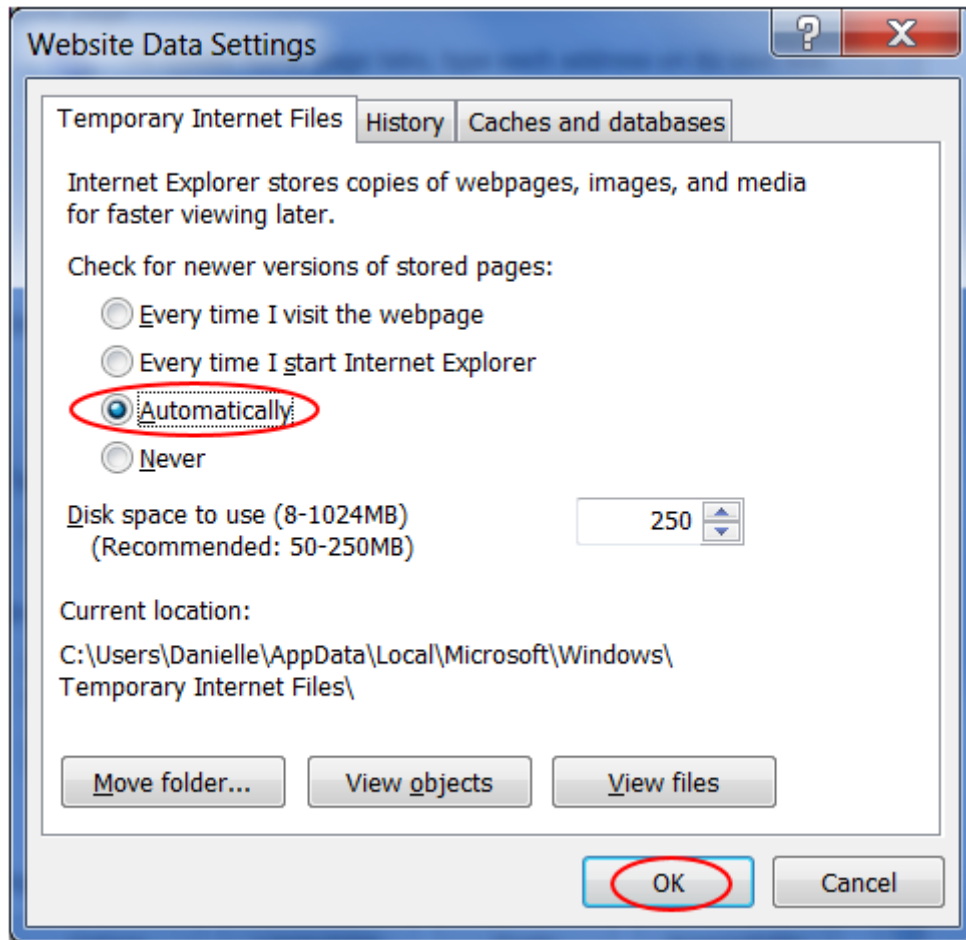 Website Data Settings
Temporary Internet Files
History
Caches and databases
Internet Explorer stores copies of webpages, images, and media
for faster viewing later.
Check for newer versions of stored pages:
Every time I visit the webpage
Every time I start Internet Explorer
Automatically
Never
Disk space to use (8-1024MB)
250
(Recommended: 50-250MB)
Current location:
C:\Users\Danielle\AppData\Local\Microsoft\Windows\
Temporary Internet Files\
Move folder...
View objects
View files
OK
Cancel